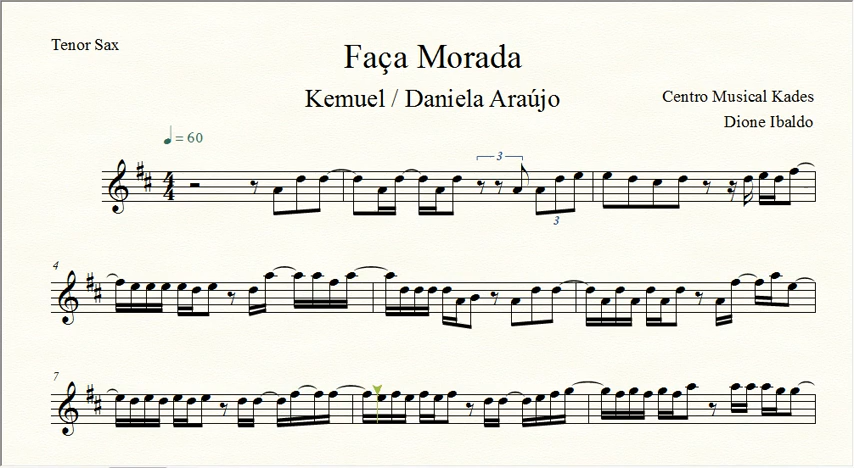 Tenor Sax
Faça Morada
Kemuel / Daniela Araújo
Centro Musical Kades
Dione Ibaldo
= 60
3
3
4
7